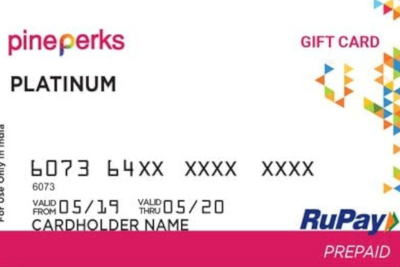 pineperks
GIFT CARD
PLATINUM
For Use Only in India
6073 64XX XXXX XXXX
6073
VALID FROM 05/19 VALID THRU 05/20
CARDHOLDER NAME
RuPay
PREPAID